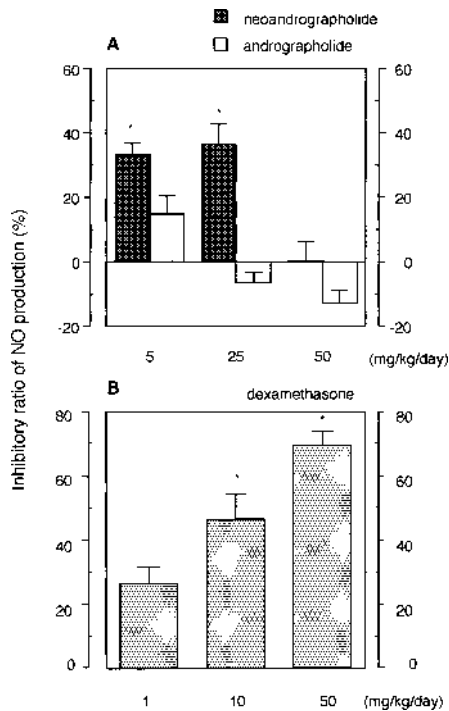 neoandrographolide
andrographolide
A
60 60
40 40
20 20
0 0
-20 -20
5 25 50 (mg/kg/day)
Inhibitory ratio of NO production (%)
B dexamethasone
80 80
60 60
40 40
20 20
0 0
1 10 50 (mg/kg/day)